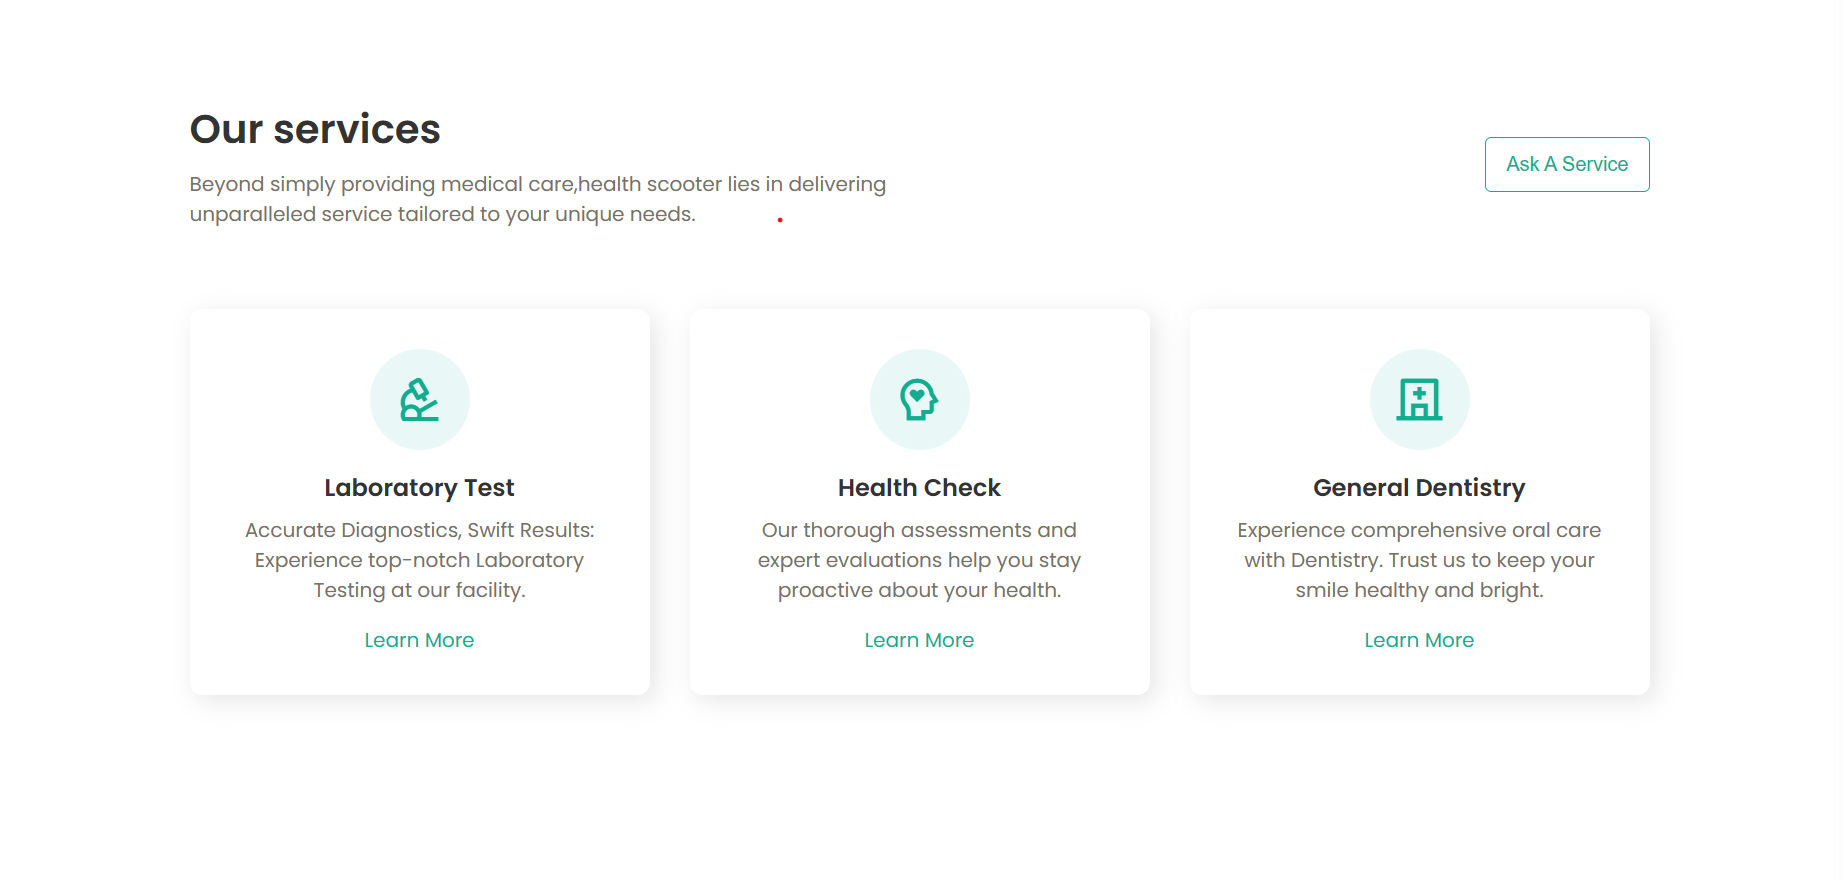 Our services
Beyond simply providing medical care,health scooter lies in delivering
unparalleled service tailored to your unique needs.
Ask A Service
Laboratory Test
Accurate Diagnostics, Swift Results:
Experience top-notch Laboratory
Testing at our facility.
Learn More
Health Check
Our thorough assessments and
expert evaluations help you stay
proactive about your health.
Learn More
General Dentistry
Experience comprehensive oral care
with Dentistry. Trust us to keep your
smile healthy and bright.
Learn More